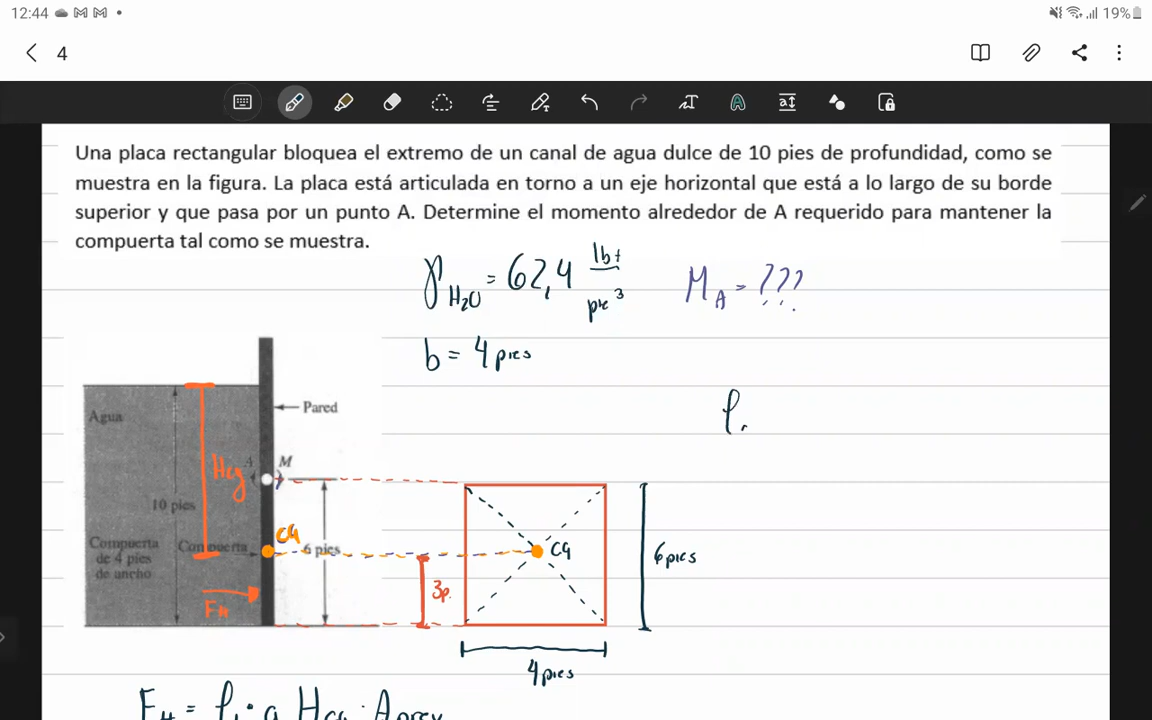 12:44
19%
4
Una placa rectangular bloquea el extremo de un canal de agua dulce de 10 pies de profundidad, como se
muestra en la figura. La placa está articulada en torno a un eje horizontal que está a lo largo de su borde
superior y que pasa por un punto A. Determine el momento alrededor de A requerido para mantener la
compuerta tal como se muestra.
γH₂O = 62,4 lbf/pie³
MA = ???
b = 4 pies
Agua
Pared
A
M
Hcg
10 pies
CG
Compuerta
de 4 pies
de ancho
Compuerta
6 pies
FH
3p.
CG
6 pies
4 pies